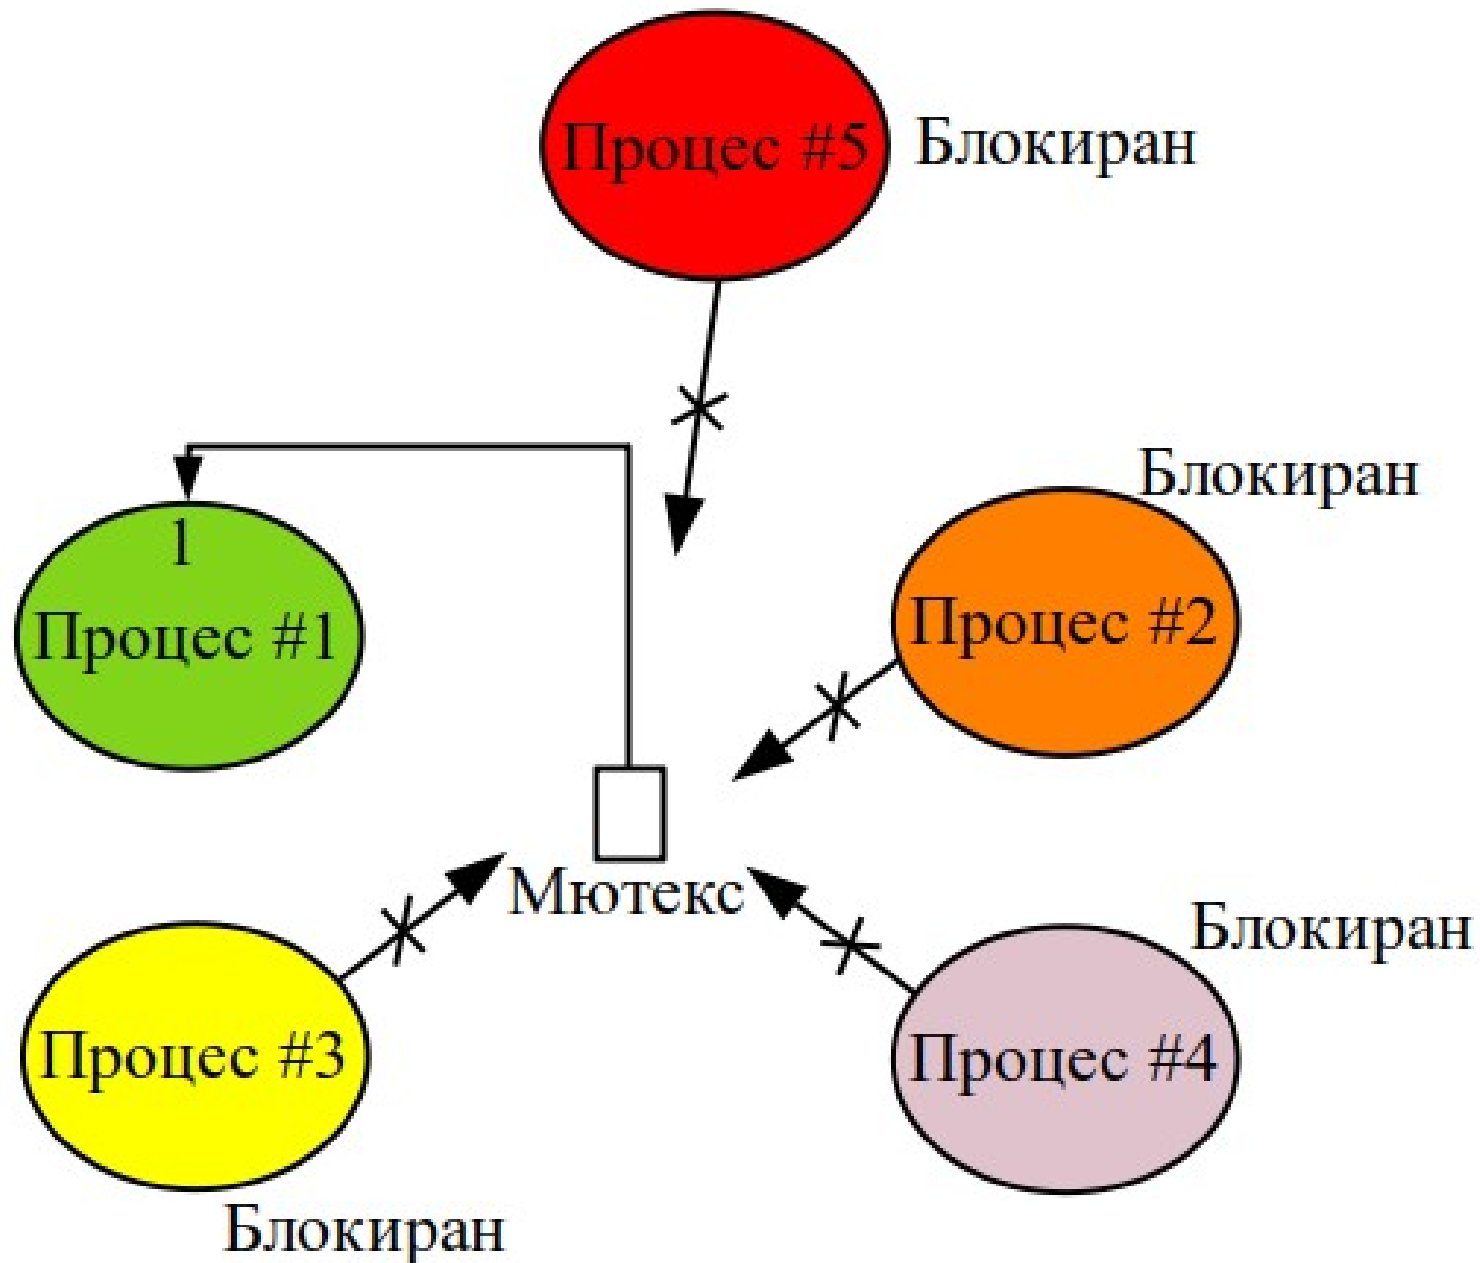 Процес #5
Блокиран
Блокиран
1
Процес #1
Процес #2
Мютекс
Блокиран
Процес #3
Процес #4
Блокиран